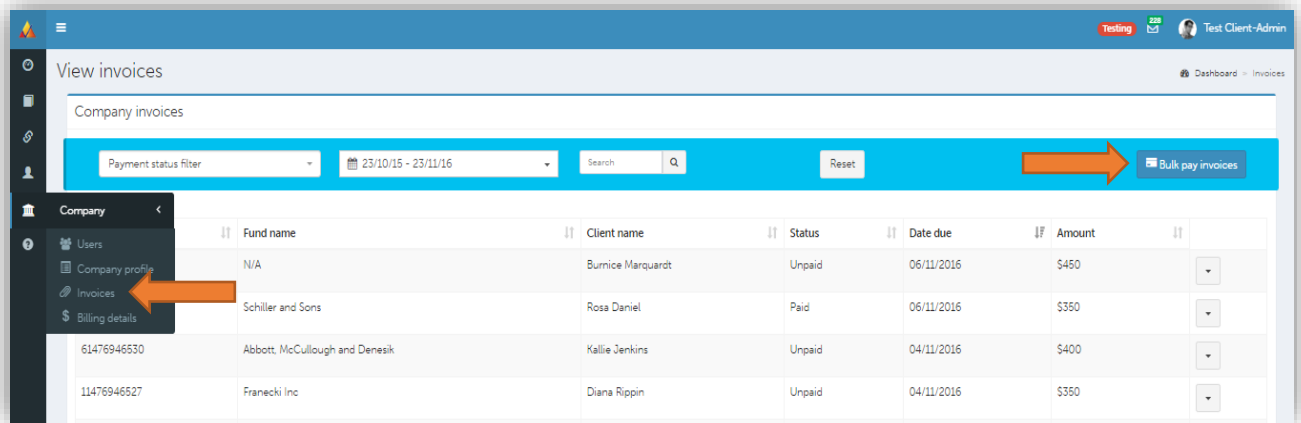 Testing 228 Test Client-Admin
View invoices Dashboard > Invoices
Company invoices
Payment status filter 23/10/15 - 23/11/16 Search Reset Bulk pay invoices
Company
Users
Company profile
Invoices
Billing details
Fund name Client name Status Date due Amount
N/A Burnice Marquardt Unpaid 06/11/2016 $450
Schiller and Sons Rosa Daniel Paid 06/11/2016 $350
61476946530 Abbott, McCullough and Denesik Kallie Jenkins Unpaid 04/11/2016 $400
11476946527 Franecki Inc Diana Rippin Unpaid 04/11/2016 $350